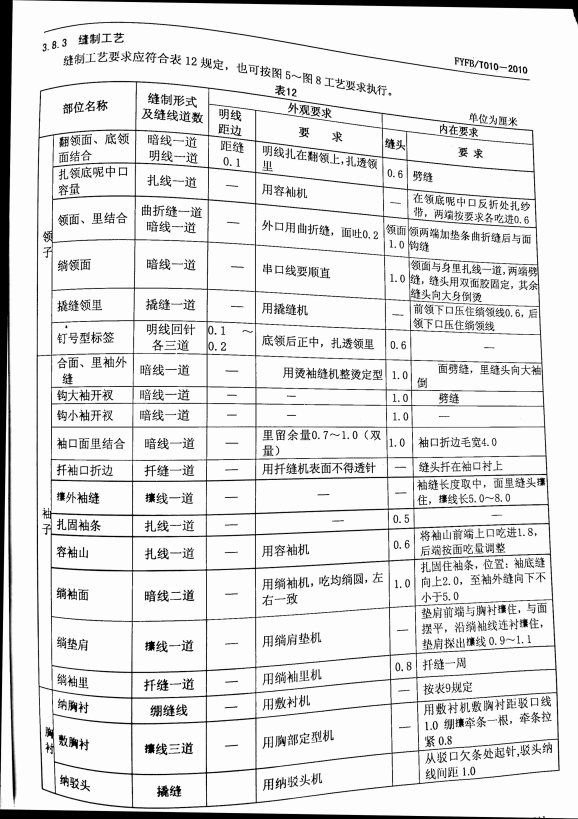 3.8.3 缝制工艺
FYFB/T010—2010
缝制工艺要求应符合表 12 规定，也可按图 5～图 8 工艺要求执行。
表12
单位为厘米
部位名称 缝制形式及缝线道数 外观要求 内在要求
明线距边 要 求 缝头 要 求
领子
翻领面、底领面结合 暗线一道 明线一道 距缝0.1 明线扎在翻领上,扎透领里 0.6 劈缝
扎领底呢中口容量 扎线一道 — 用容袖机 — 在领底呢中口反折处扎纱带，两端按要求各吃进0.6
领面、里结合 曲折缝一道 暗线一道 — 外口用曲折缝，面吐0.2 领面1.0 领两端加垫条曲折缝后与面钩缝
绱领面 暗线一道 — 串口线要顺直 1.0 领面与身里扎线一道,两端劈缝，缝头用双面胶固定，其余缝头向大身倒烫
撬缝领里 撬缝一道 — 用撬缝机 — 前领下口压住绱领线0.6，后领下口压住绱领线
钉号型标签 明线回针各三道 0.1 ～0.2 底领后正中，扎透领里 0.6 —
袖子
合面、里袖外缝 暗线一道 — 用烫袖缝机整烫定型 1.0 面劈缝，里缝头向大袖倒
钩大袖开衩 暗线一道 — — 1.0 劈缝
钩小袖开衩 暗线一道 — — 1.0 —
袖口面里结合 暗线一道 — 里留余量0.7～1.0（双量） 1.0 袖口折边毛宽4.0
扦袖口折边 扦缝一道 — 用扦缝机表面不得透针 — 缝头扦在袖口衬上
攥外袖缝 攥线一道 — — — 袖缝长度取中，面里缝头攥住，攥线长5.0～8.0
扎固袖条 扎线一道 — — 0.5 —
容袖山 扎线一道 — 用容袖机 0.6 将袖山前端上口吃进1.8，后端按面吃量调整
绱袖面 暗线二道 — 用绱袖机，吃均绱圆，左右一致 1.0 扎固住袖条，位置：袖底缝向上2.0，至袖外缝向下不小于5.0
绱垫肩 攥线一道 — 用绱肩垫机 — 垫肩前端与胸衬攥住，与面摆平，沿绱袖线连衬攥住，垫肩探出攥线 0.9～1.1
绱袖里 扦缝一道 — 用绱袖里机 0.8 扦缝一周
胸衬
纳胸衬 绷缝线 — 用敷衬机 — 按表9规定
敷胸衬 攥线三道 — 用胸部定型机 — 用敷衬机敷胸衬距驳口线1.0 绷攥牵条一根，牵条拉紧 0.8
纳驳头 撬缝 用纳驳头机 从驳口欠条处起针,驳头纳线间距 1.0